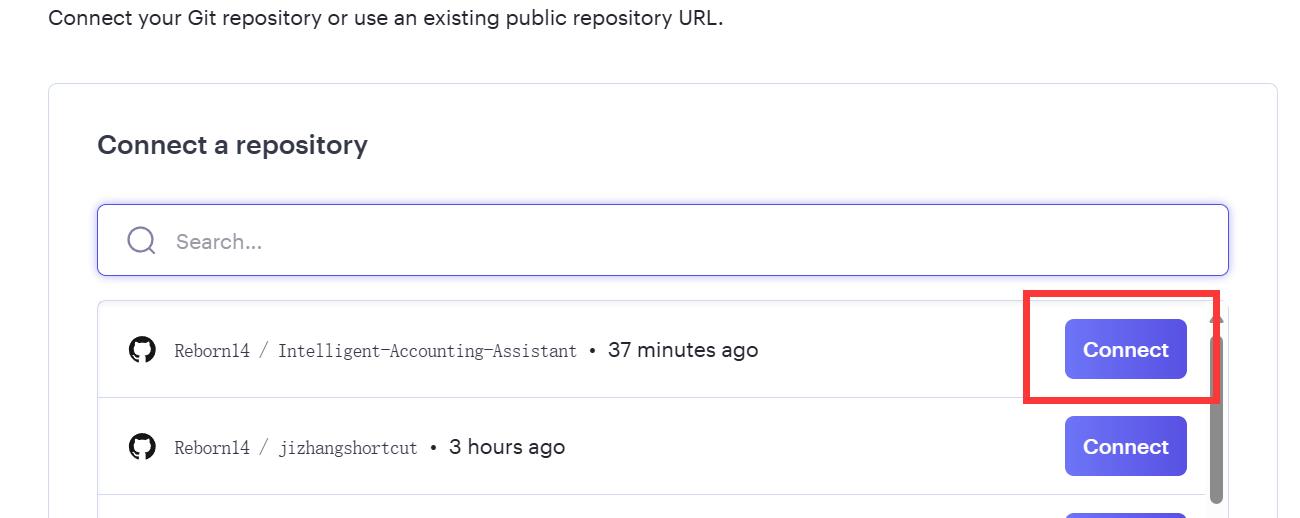 Connect your Git repository or use an existing public repository URL.
Connect a repository
Search...
Reborn14 / Intelligent-Accounting-Assistant • 37 minutes ago Connect
Reborn14 / jizhangshortcut • 3 hours ago Connect